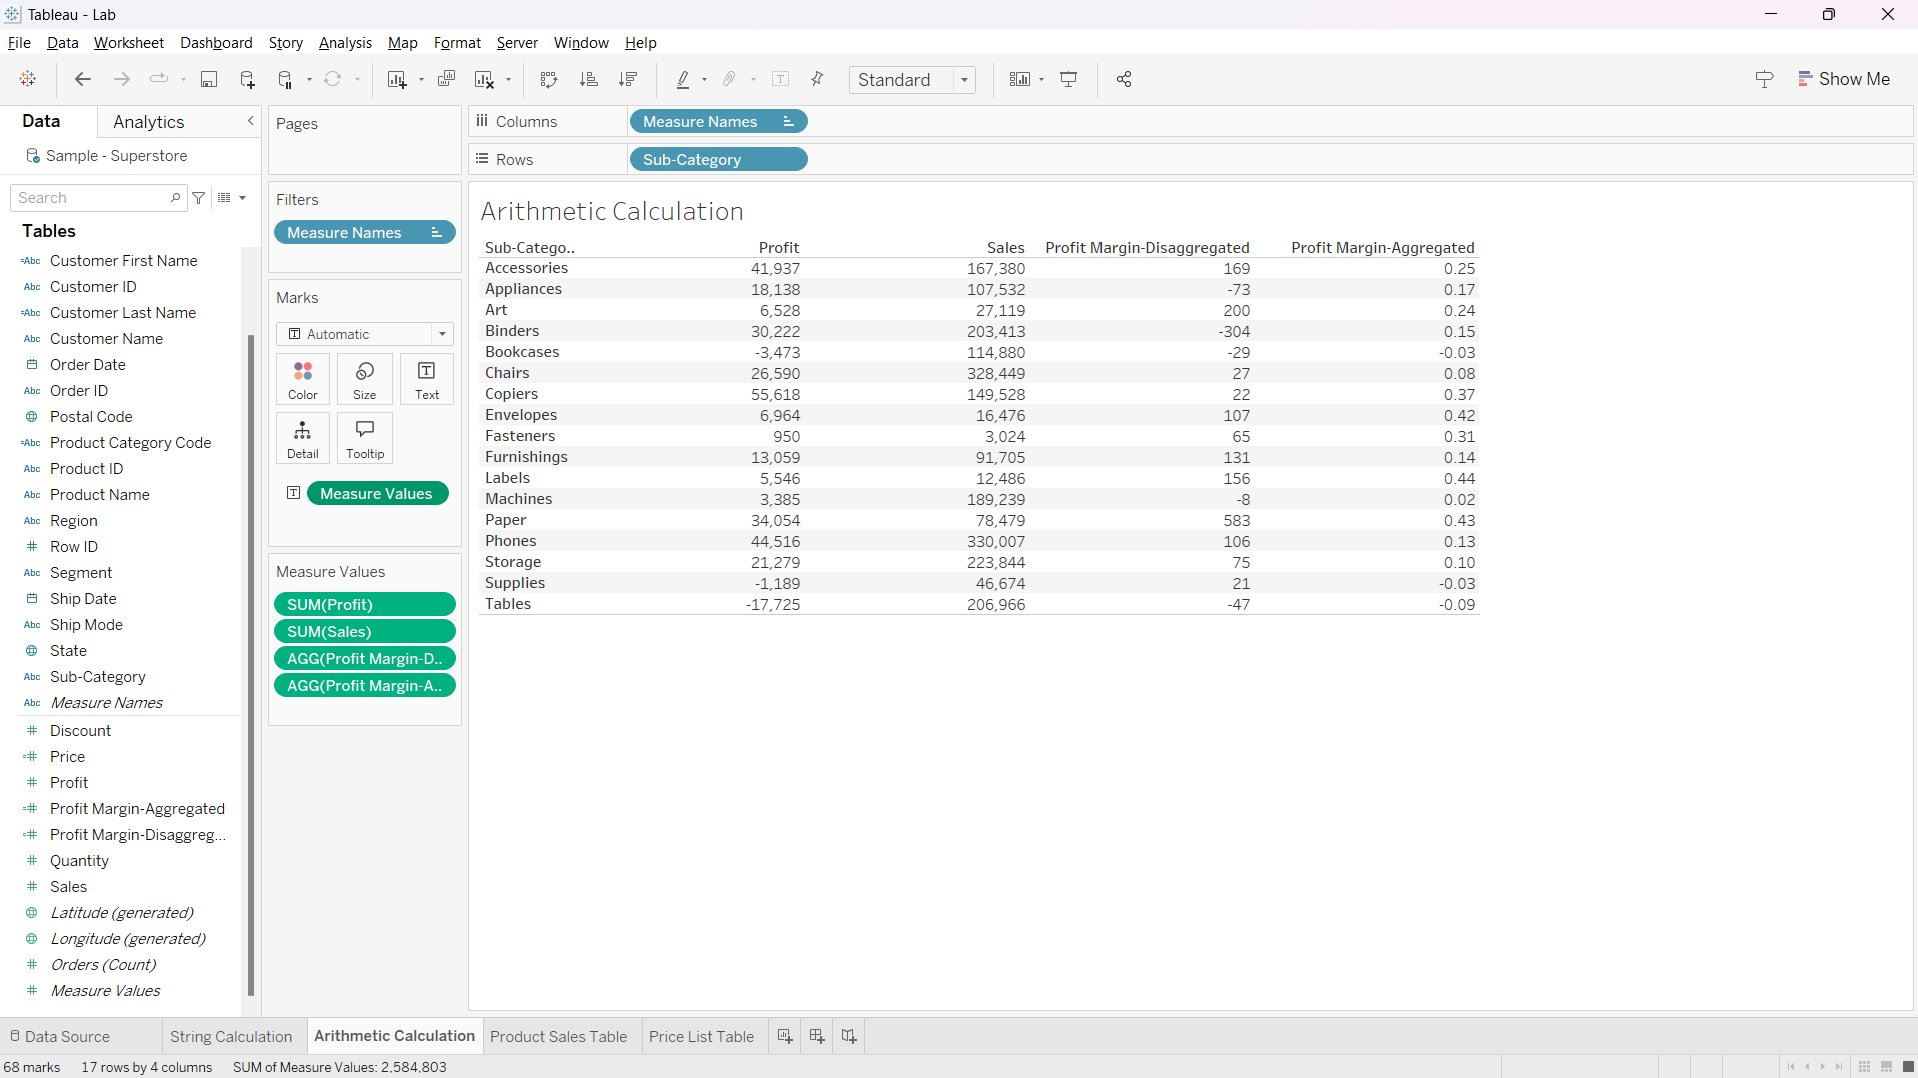 Tableau - Lab
File Data Worksheet Dashboard Story Analysis Map Format Server Window Help
Standard
Show Me
Data Analytics
Sample - Superstore
Search
Tables
=Abc Customer First Name
Abc Customer ID
=Abc Customer Last Name
Abc Customer Name
Order Date
Abc Order ID
Postal Code
=Abc Product Category Code
Abc Product ID
Abc Product Name
Abc Region
# Row ID
Abc Segment
Ship Date
Abc Ship Mode
State
Abc Sub-Category
Abc Measure Names
# Discount
=# Price
# Profit
=# Profit Margin-Aggregated
=# Profit Margin-Disaggreg...
# Quantity
# Sales
Latitude (generated)
Longitude (generated)
# Orders (Count)
# Measure Values
Pages
Filters
Measure Names
Marks
T Automatic
Color Size T Text
Detail Tooltip
T Measure Values
Measure Values
SUM(Profit)
SUM(Sales)
AGG(Profit Margin-D..
AGG(Profit Margin-A..
Columns Measure Names
Rows Sub-Category
Arithmetic Calculation
Sub-Catego.. Profit Sales Profit Margin-Disaggregated Profit Margin-Aggregated
Accessories 41,937 167,380 169 0.25
Appliances 18,138 107,532 -73 0.17
Art 6,528 27,119 200 0.24
Binders 30,222 203,413 -304 0.15
Bookcases -3,473 114,880 -29 -0.03
Chairs 26,590 328,449 27 0.08
Copiers 55,618 149,528 22 0.37
Envelopes 6,964 16,476 107 0.42
Fasteners 950 3,024 65 0.31
Furnishings 13,059 91,705 131 0.14
Labels 5,546 12,486 156 0.44
Machines 3,385 189,239 -8 0.02
Paper 34,054 78,479 583 0.43
Phones 44,516 330,007 106 0.13
Storage 21,279 223,844 75 0.10
Supplies -1,189 46,674 21 -0.03
Tables -17,725 206,966 -47 -0.09
Data Source String Calculation Arithmetic Calculation Product Sales Table Price List Table
68 marks 17 rows by 4 columns SUM of Measure Values: 2,584,803